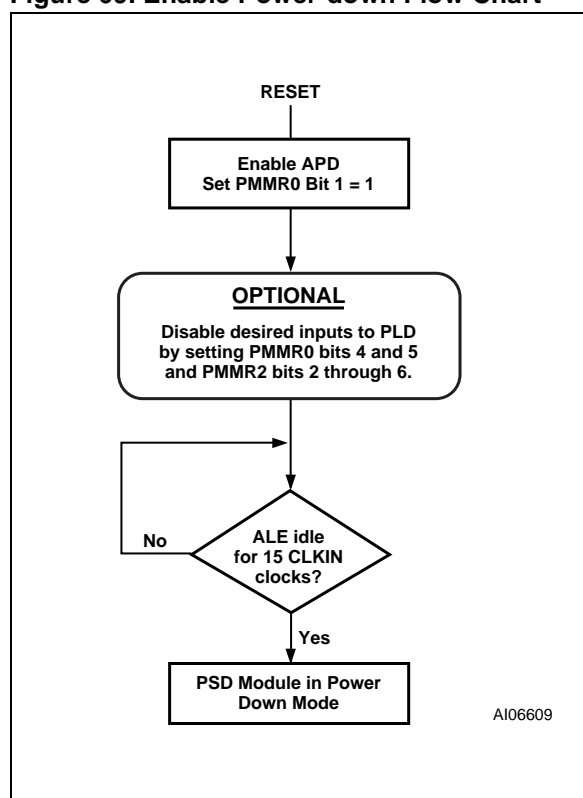 Figure Enable Power-down Flow Chart
RESET
Enable APD
Set PMMR0 Bit 1 = 1
OPTIONAL
Disable desired inputs to PLD
by setting PMMR0 bits 4 and 5
and PMMR2 bits 2 through 6.
No
ALE idle
for 15 CLKIN
clocks?
Yes
PSD Module in Power
Down Mode
AI06609